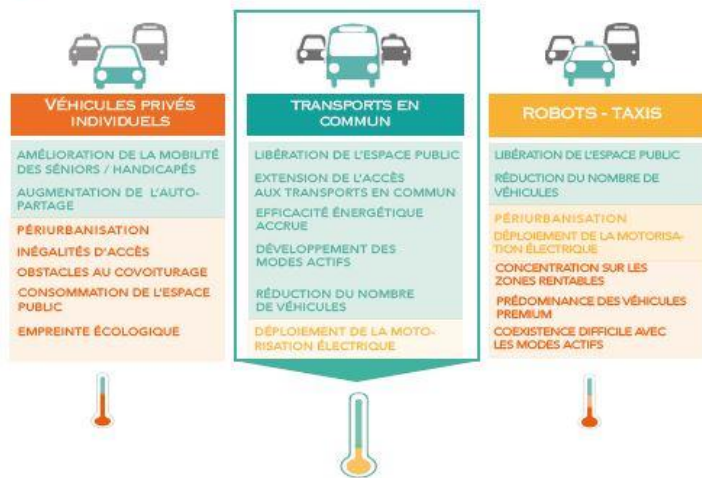 VÉHICULES PRIVÉS
INDIVIDUELS
AMÉLIORATION DE LA MOBILITÉ
DES SÉNIORS / HANDICAPÉS
AUGMENTATION DE L'AUTO-
PARTAGE
PÉRIURBANISATION
INÉGALITÉS D'ACCÈS
OBSTACLES AU COVOITURAGE
CONSOMMATION DE L'ESPACE
PUBLIC
EMPREINTE ÉCOLOGIQUE
TRANSPORTS EN
COMMUN
LIBÉRATION DE L'ESPACE PUBLIC
EXTENSION DE L'ACCÈS
AUX TRANSPORTS EN COMMUN
EFFICACITÉ ÉNERGÉTIQUE
ACCRUE
DÉVELOPPEMENT DES
MODES ACTIFS
RÉDUCTION DU NOMBRE
DE VÉHICULES
DÉPLOIEMENT DE LA MOTO-
RISATION ÉLECTRIQUE
ROBOTS - TAXIS
LIBÉRATION DE L'ESPACE PUBLIC
RÉDUCTION DU NOMBRE DE
VÉHICULES
PÉRIURBANISATION
DÉPLOIEMENT DE LA MOTORISA-
TION ÉLECTRIQUE
CONCENTRATION SUR LES
ZONES RENTABLES
PRÉDOMINANCE DES VÉHICULES
PREMIUM
COEXISTENCE DIFFICILE AVEC
LES MODES ACTIFS